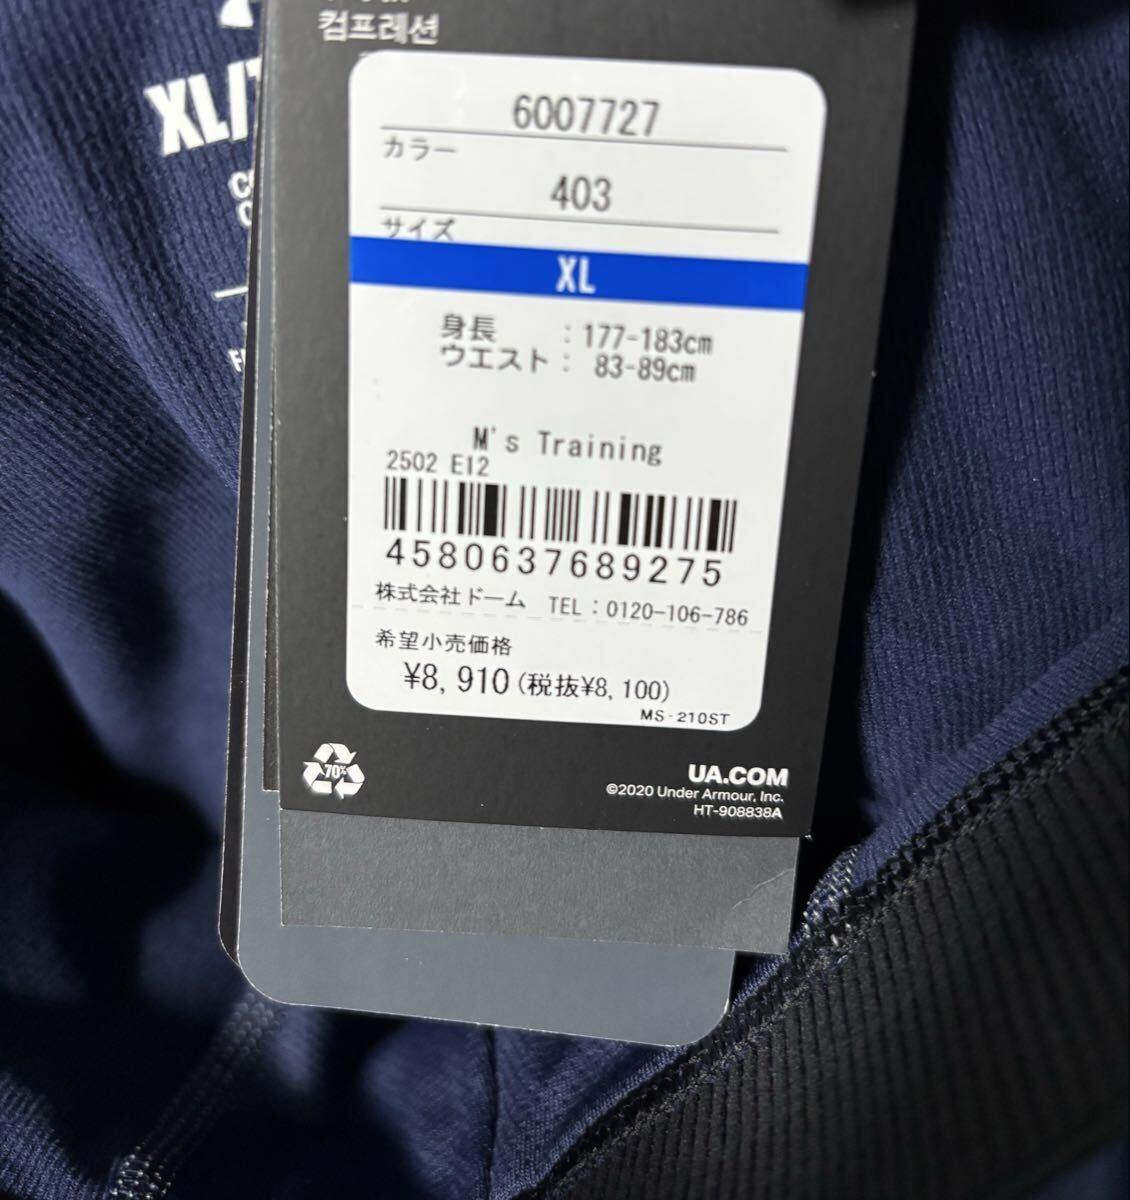 컴프레션
XL/
6007727
カラー
403
サイズ
XL
身長 : 177-183cm
ウエスト : 83-89cm
M's Training
2502 E12
4580637689275
株式会社ドーム TEL:0120-106-786
希望小売価格
¥8,910(税抜¥8,100)
MS-210ST
70%
UA.COM
©2020 Under Armour, Inc.
HT-908838A